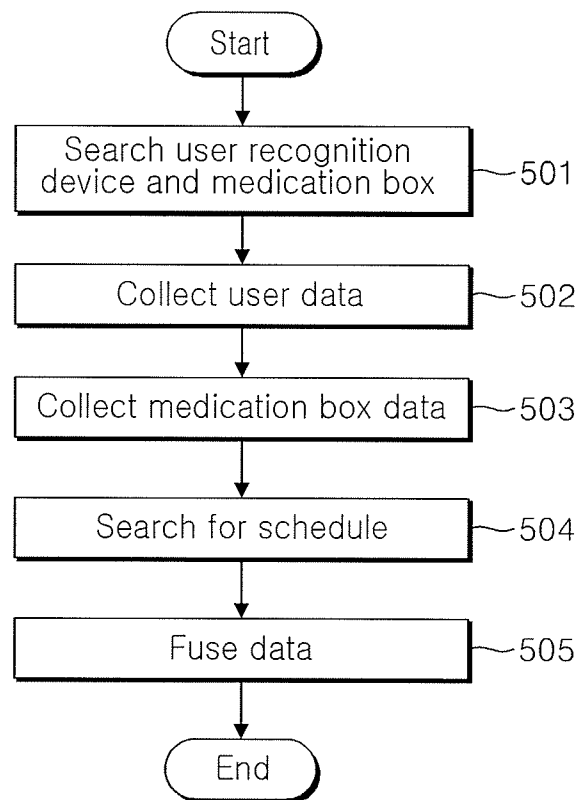 Start
Search user recognition
device and medication box
501
Collect user data
502
Collect medication box data
503
Search for schedule
504
Fuse data
505
End